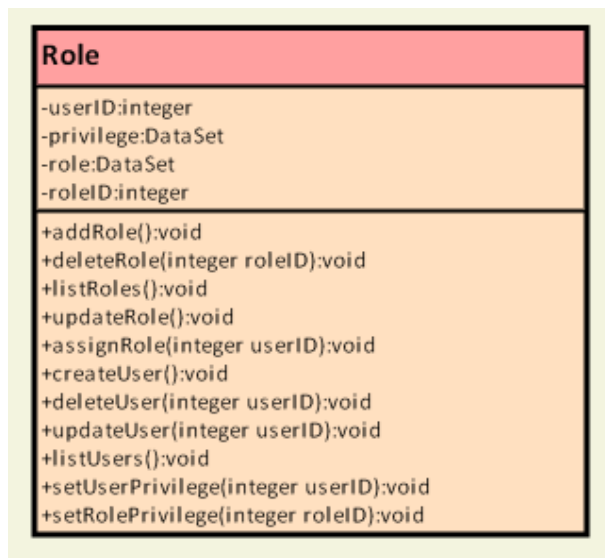 Role
-userID:integer
-privilege:DataSet
-role:DataSet
-roleID:integer
+addRole():void
+deleteRole(integer roleID):void
+listRoles():void
+updateRole():void
+assignRole(integer userID):void
+createUser():void
+deleteUser(integer userID):void
+updateUser(integer userID):void
+listUsers():void
+setUserPrivilege(integer userID):void
+setRolePrivilege(integer roleID):void